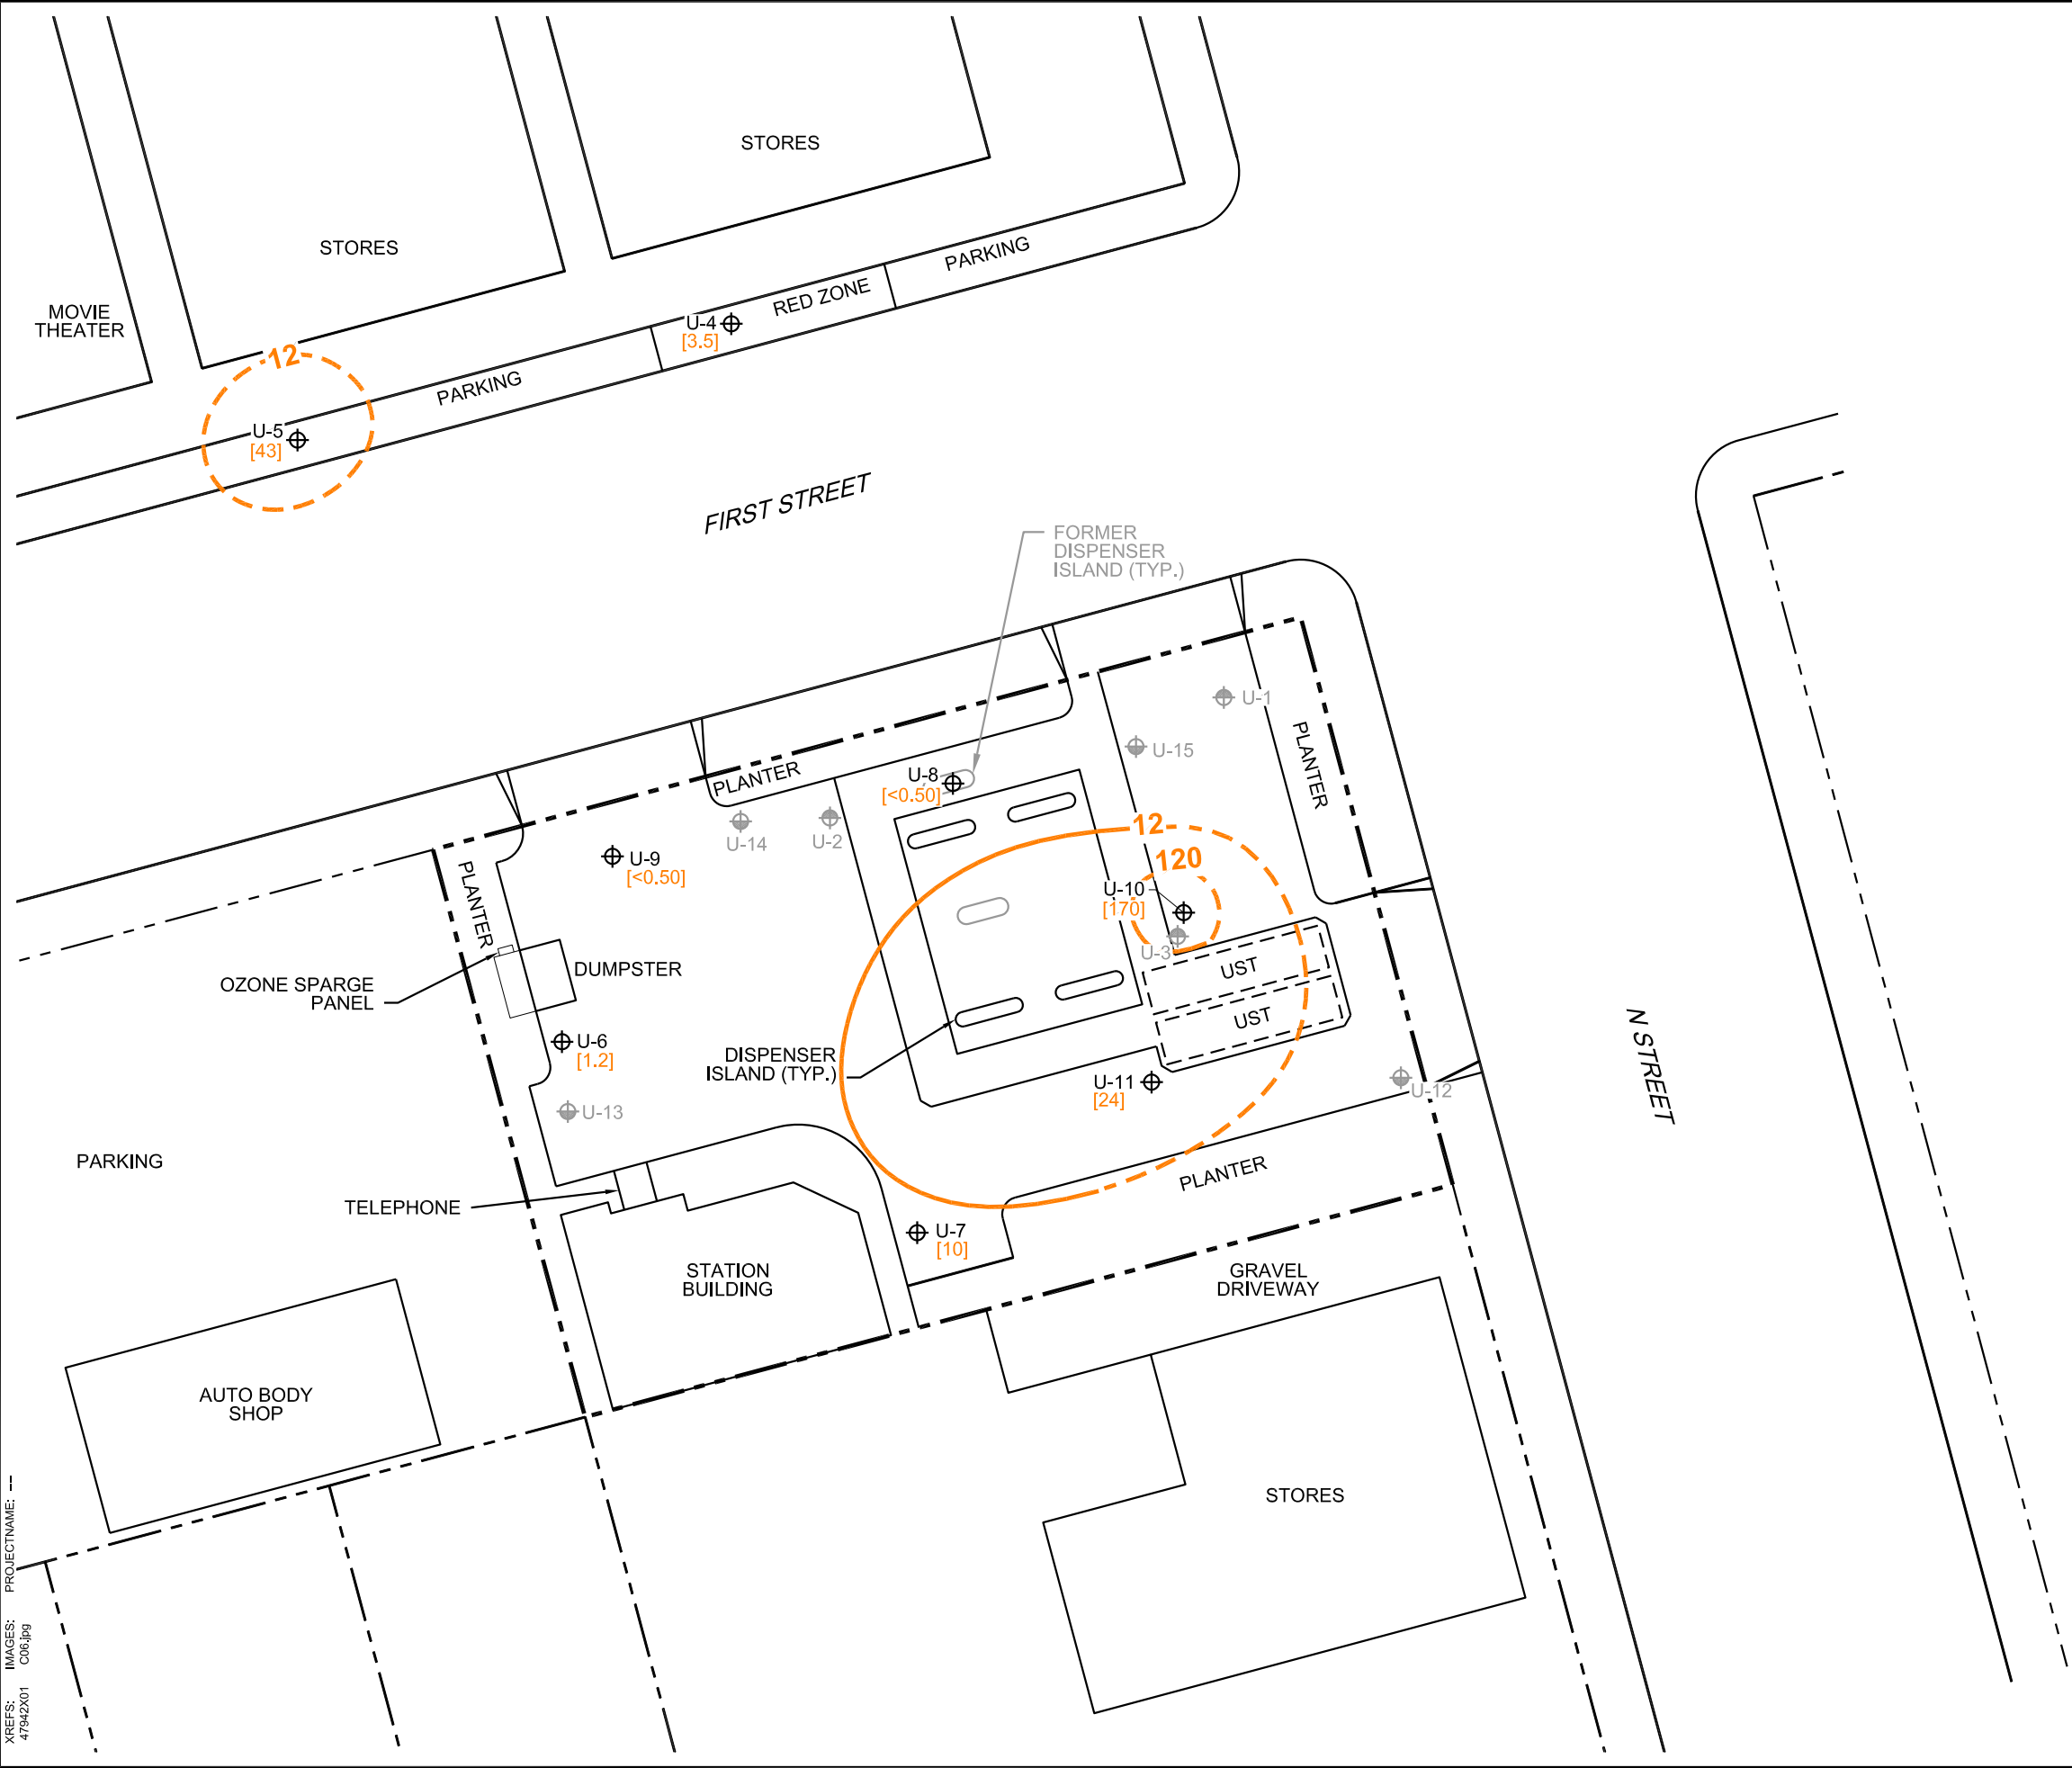 STORES
STORES
MOVIE
THEATER
PARKING
RED ZONE
U-4
[3.5]
12
PARKING
U-5
[43]
FIRST STREET
FORMER
DISPENSER
ISLAND (TYP.)
U-1
U-15
PLANTER
PLANTER
U-8
[<0.50]
U-14
U-2
12
120
U-9
[<0.50]
PLANTER
U-10
[170]
U-3
UST
UST
DUMPSTER
OZONE SPARGE
PANEL
U-6
[1.2]
DISPENSER
ISLAND (TYP.)
U-11
[24]
U-12
N STREET
U-13
PARKING
PLANTER
TELEPHONE
U-7
[10]
STATION
BUILDING
GRAVEL
DRIVEWAY
AUTO BODY
SHOP
STORES
XREFS: IMAGES: PROJECTNAME: ---
47942X01 C06.jpg